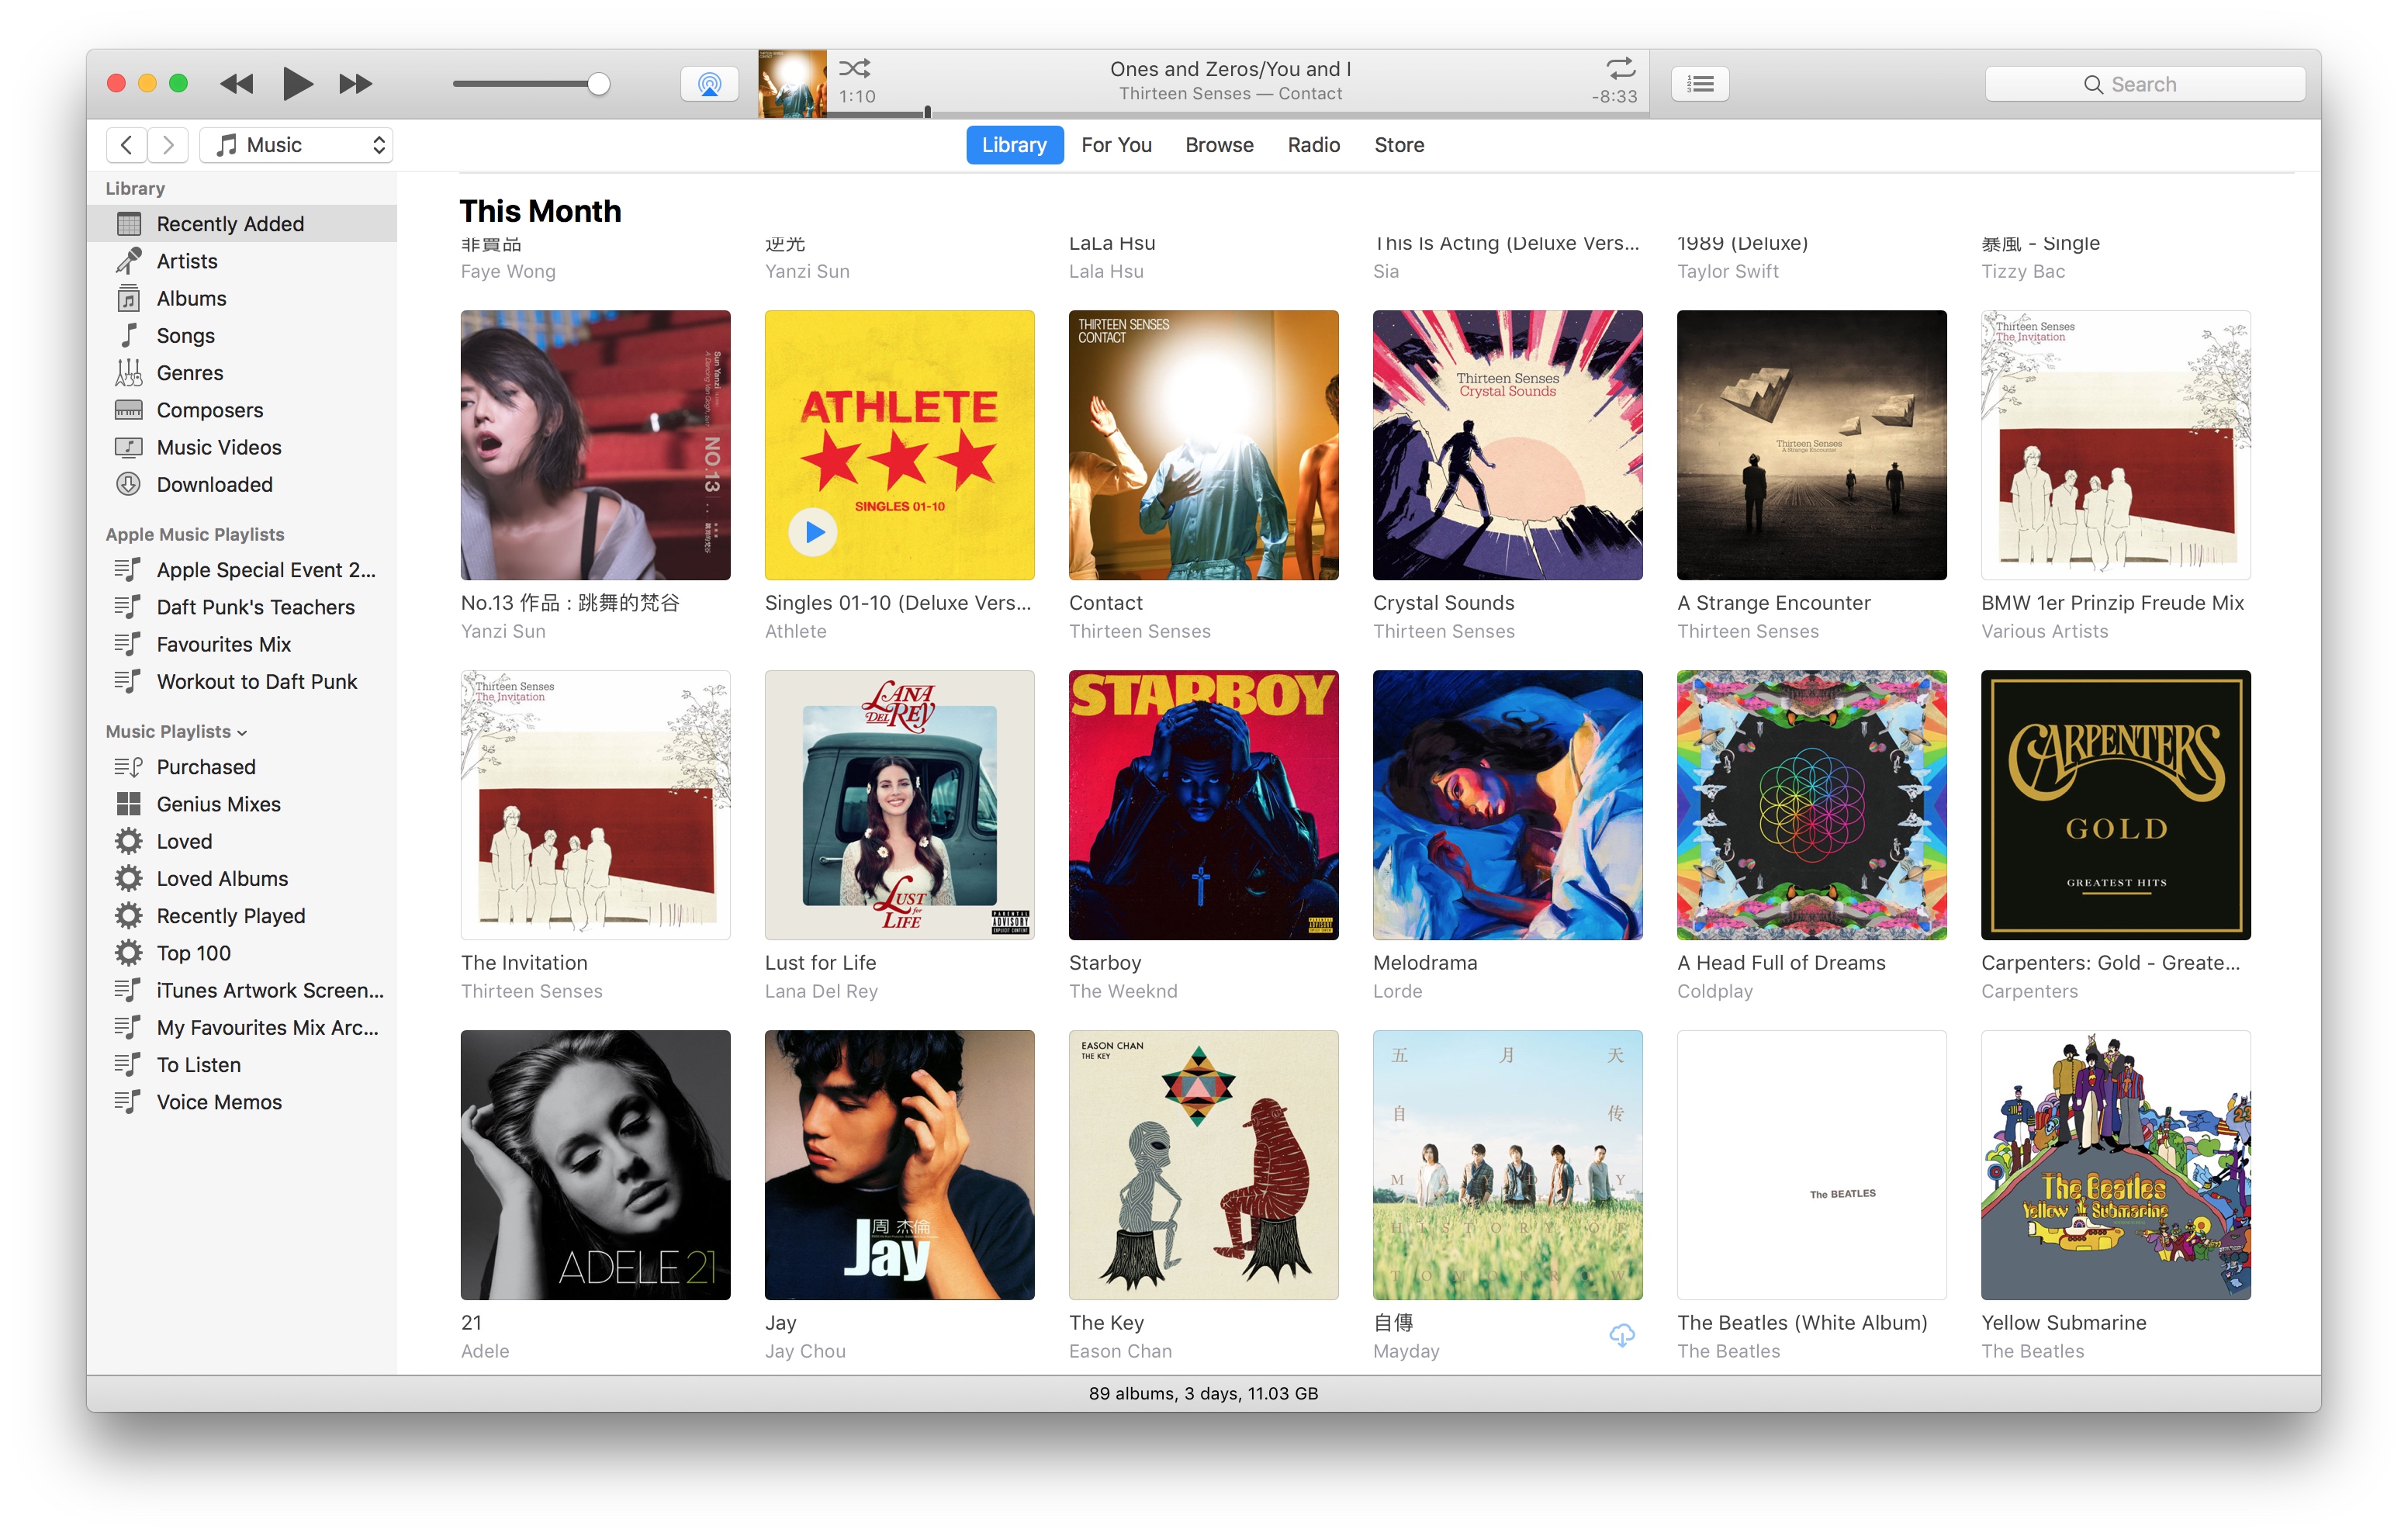 Ones and Zeros/You and I
Thirteen Senses — Contact
1:10
-8:33
Search
Music
Library
For You
Browse
Radio
Store
Library
Recently Added
Artists
Albums
Songs
Genres
Composers
Music Videos
Downloaded
Apple Music Playlists
Apple Special Event 2...
Daft Punk's Teachers
Favourites Mix
Workout to Daft Punk
Music Playlists
Purchased
Genius Mixes
Loved
Loved Albums
Recently Played
Top 100
iTunes Artwork Screen...
My Favourites Mix Arc...
To Listen
Voice Memos
This Month
非賣品
Faye Wong
逆光
Yanzi Sun
LaLa Hsu
Lala Hsu
This Is Acting (Deluxe Vers...
Sia
1989 (Deluxe)
Taylor Swift
暴風 - Single
Tizzy Bac
Sun Yanzi
NO.13
No.13 作品 : 跳舞的梵谷
Yanzi Sun
ATHLETE
SINGLES 01-10
Singles 01-10 (Deluxe Vers...
Athlete
THIRTEEN SENSES
CONTACT
Contact
Thirteen Senses
Thirteen Senses
Crystal Sounds
Crystal Sounds
Thirteen Senses
Thirteen Senses
A Strange Encounter
A Strange Encounter
Thirteen Senses
Thirteen Senses
The Invitation
BMW 1er Prinzip Freude Mix
Various Artists
Thirteen Senses
The Invitation
The Invitation
Thirteen Senses
LANA
DEL REY
LUST
for
LIFE
PARENTAL
ADVISORY
EXPLICIT CONTENT
Lust for Life
Lana Del Rey
STARBOY
Starboy
The Weeknd
Melodrama
Lorde
A Head Full of Dreams
Coldplay
CARPENTERS
GOLD
GREATEST HITS
Carpenters: Gold - Greate...
Carpenters
ADELE 21
21
Adele
周杰倫
Jay
Jay
Jay Chou
EASON CHAN
THE KEY
The Key
Eason Chan
五月天
自传
MAYDAY
HISTORY OF
TOMORROW
自傳
Mayday
The BEATLES
The Beatles (White Album)
The Beatles
The Beatles
Yellow Submarine
Yellow Submarine
The Beatles
89 albums, 3 days, 11.03 GB